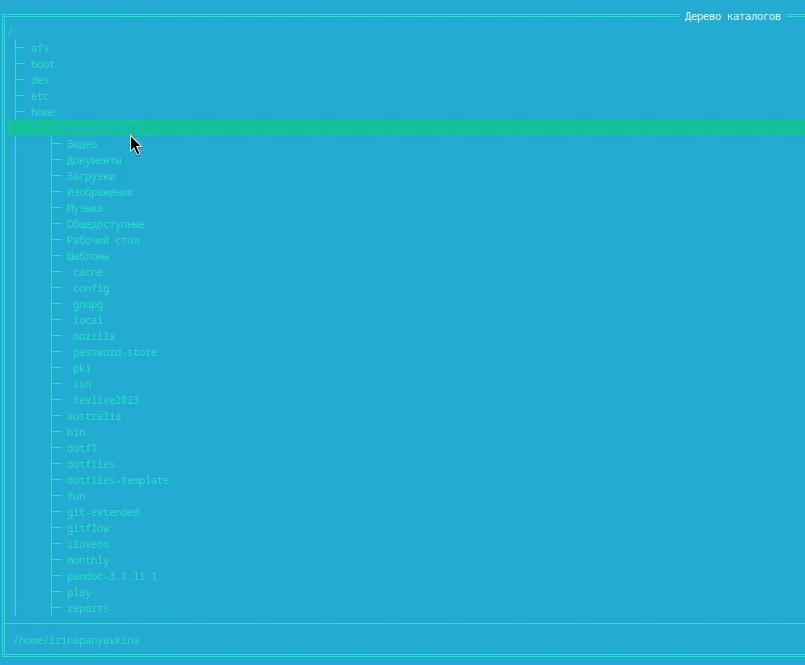 Дерево каталогов
/
afs
boot
dev
etc
home
Видео
Документы
Загрузки
Изображения
Музыка
Общедоступные
Рабочий стол
Шаблоны
.cache
.config
.gnupg
.local
.mozilla
.password-store
.pki
.ssh
.texlive2023
australia
bin
dotf1
dotfiles
dotfiles-template
fun
git-extended
gitflow
iloveos
monthly
pandoc-3.1.11.1
play
reports
/home/irinapanyavkina